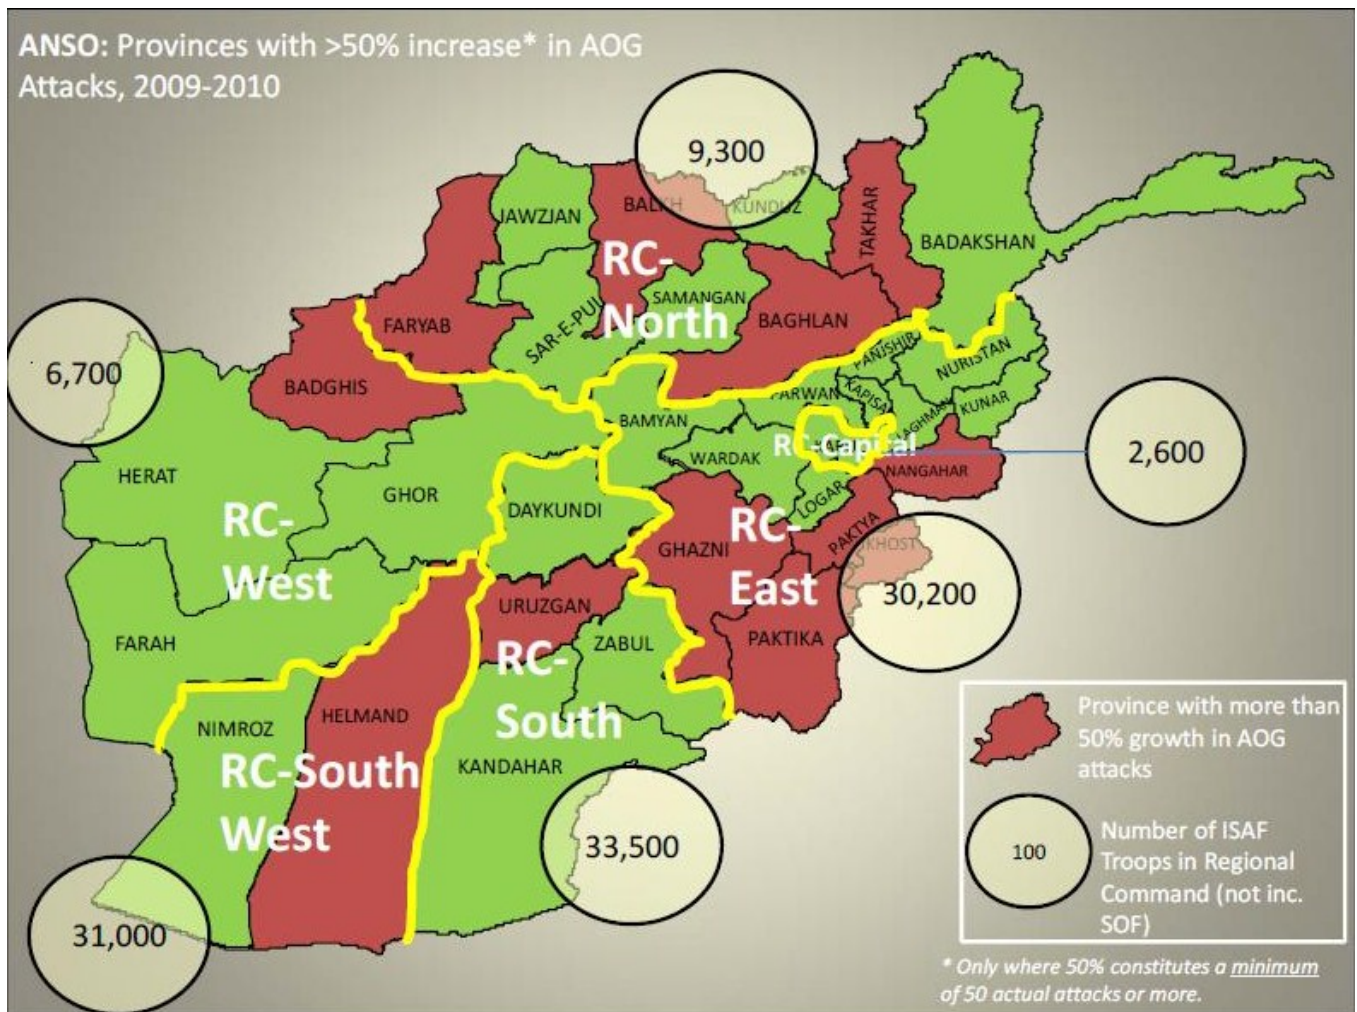 ANSO: Provinces with >50% increase* in AOG
Attacks, 2009-2010
9,300
JAWZJAN
BALKH
KUNDUZ
TAKHAR
BADAKSHAN
RC-
North
SAMANGAN
FARYAB
SAR-E-PUL
BAGHLAN
PANJSHIR
NURISTAN
6,700
BADGHIS
PARWAN
KAPISA
KUNAR
LAGHMAN
BAMYAN
RC-Capital
2,600
WARDAK
NANGAHAR
HERAT
GHOR
DAYKUNDI
LOGAR
RC-
West
GHAZNI
RC-
East
PAKTYA
KHOST
30,200
URUZGAN
FARAH
ZABUL
PAKTIKA
RC-
South
NIMROZ
HELMAND
KANDAHAR
RC-South
West
33,500
31,000
Province with more than
50% growth in AOG
attacks
100
Number of ISAF
Troops in Regional
Command (not inc.
SOF)
* Only where 50% constitutes a minimum
of 50 actual attacks or more.